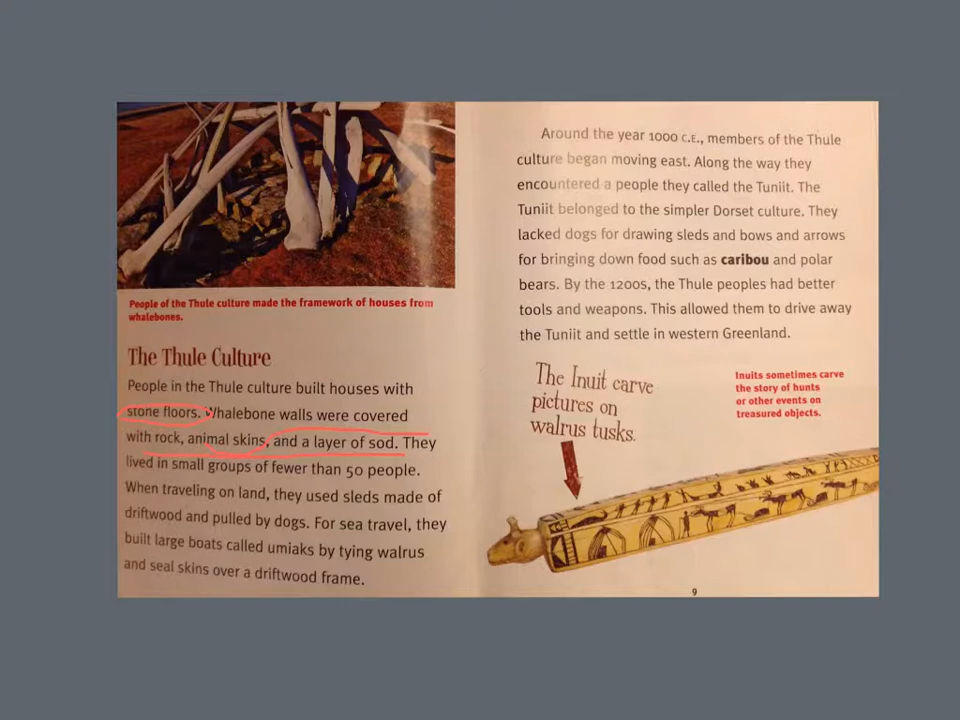 People of the Thule culture made the framework of houses from
whalebones.
The Thule Culture
People in the Thule culture built houses with
stone floors. Whalebone walls were covered
with rock, animal skins, and a layer of sod. They
lived in small groups of fewer than 50 people.
When traveling on land, they used sleds made of
driftwood and pulled by dogs. For sea travel, they
built large boats called umiaks by tying walrus
and seal skins over a driftwood frame.
Around the year 1000 C.E., members of the Thule
culture began moving east. Along the way they
encountered a people they called the Tuniit. The
Tuniit belonged to the simpler Dorset culture. They
lacked dogs for drawing sleds and bows and arrows
for bringing down food such as caribou and polar
bears. By the 1200s, the Thule peoples had better
tools and weapons. This allowed them to drive away
the Tuniit and settle in western Greenland.
The Inuit carve
pictures on
walrus tusks.
Inuits sometimes carve
the story of hunts
or other events on
treasured objects.
9